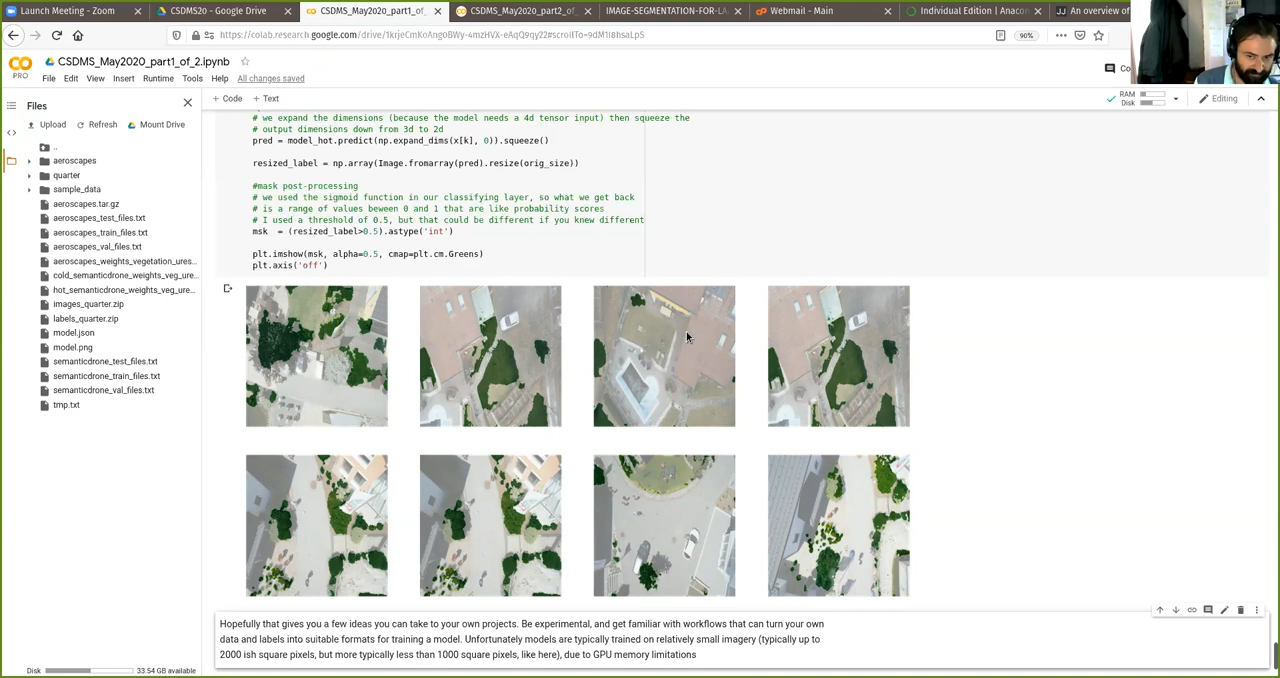 Launch Meeting - Zoom
CSDMS20 - Google Drive
CSDMS_May2020_part1_of_
CSDMS_May2020_part2_of_
IMAGE-SEGMENTATION-FOR-LA
Webmail - Main
Individual Edition | Anacon
An overview of
https://colab.research.google.com/drive/
90%
CSDMS_May2020_part1_of_2.ipynb
PRO
File Edit View Insert Runtime Tools Help All changes saved
Co
Files
+ Code + Text
RAM
Disk
Editing
Upload Refresh Mount Drive
..
aeroscapes
quarter
sample_data
aeroscapes.tar.gz
aeroscapes_test_files.txt
aeroscapes_train_files.txt
aeroscapes_val_files.txt
aeroscapes_weights_vegetation_ures...
cold_semanticdrone_weights_veg_ure...
hot_semanticdrone_weights_veg_ure...
images_quarter.zip
labels_quarter.zip
model.json
model.png
semanticdrone_test_files.txt
semanticdrone_train_files.txt
semanticdrone_val_files.txt
tmp.txt
Disk 33.54 GB available
# we expand the dimensions (because the model needs a 4d tensor input) then squeeze the
# output dimensions down from 3d to 2d
pred = model_hot.predict(np.expand_dims(x[k], 0)).squeeze()
resized_label = np.array(Image.fromarray(pred).resize(orig_size))
#mask post-processing
# we used the sigmoid function in our classifying layer, so what we get back
# is a range of values beween 0 and 1 that are like probability scores
# I used a threshold of 0.5, but that could be different if you knew different
msk = (resized_label>0.5).astype('int')
plt.imshow(msk, alpha=0.5, cmap=plt.cm.Greens)
plt.axis('off')
Hopefully that gives you a few ideas you can take to your own projects. Be experimental, and get familiar with workflows that can turn your own
data and labels into suitable formats for training a model. Unfortunately models are typically trained on relatively small imagery (typically up to
2000 ish square pixels, but more typically less than 1000 square pixels, like here), due to GPU memory limitations